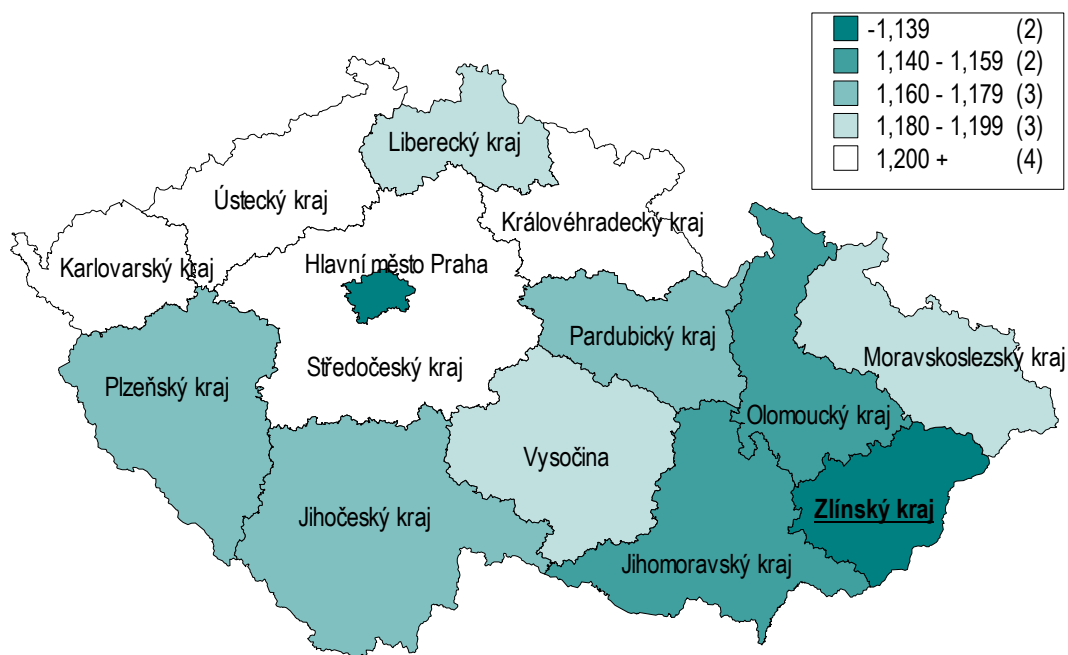 -1,139 (2)
1,140 - 1,159 (2)
1,160 - 1,179 (3)
1,180 - 1,199 (3)
1,200 + (4)
Liberecký kraj
Ústecký kraj
Královéhradecký kraj
Karlovarský kraj
Hlavní město Praha
Pardubický kraj
Moravskoslezský kraj
Středočeský kraj
Plzeňský kraj
Olomoucký kraj
Vysočina
Zlínský kraj
Jihočeský kraj
Jihomoravský kraj